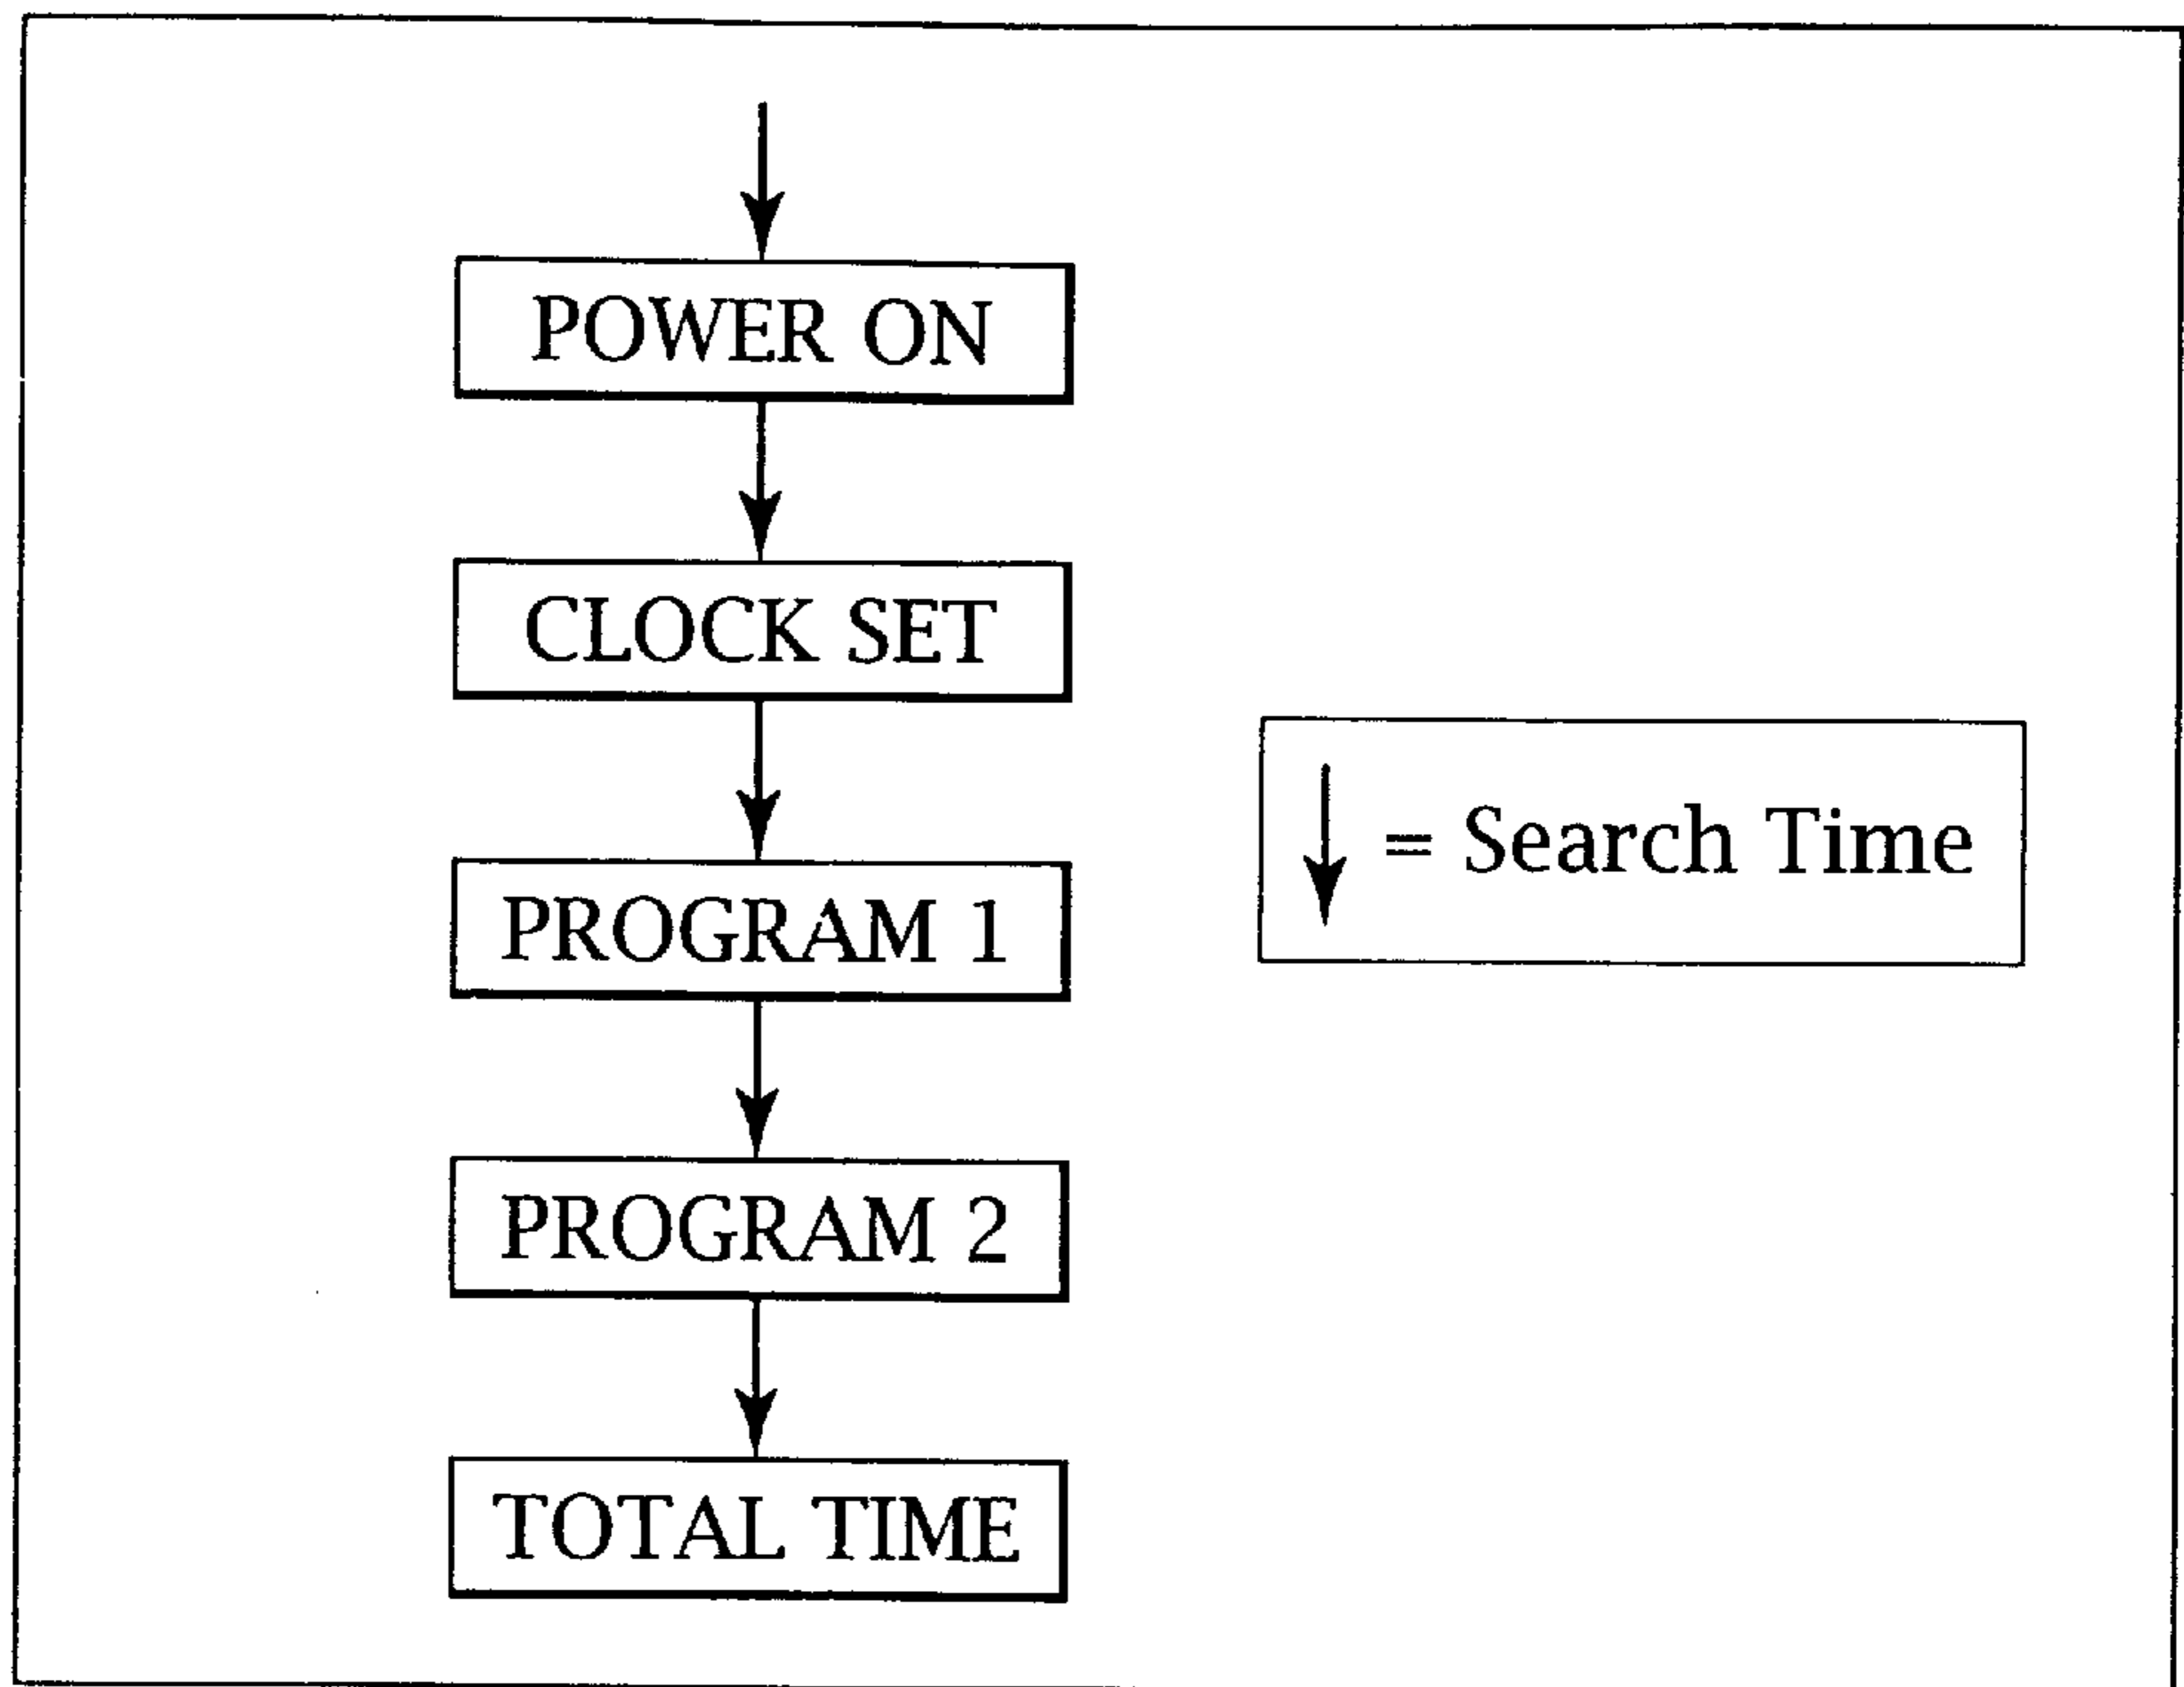 POWER ON
CLOCK SET
PROGRAM 1
= Search Time
PROGRAM 2
TOTAL TIME